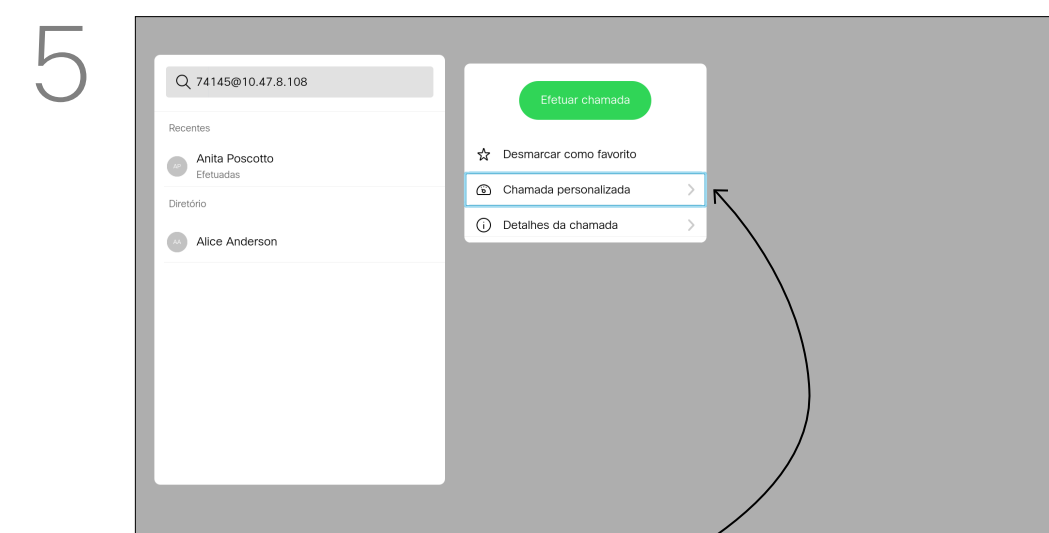 5
74145@10.47.8.108
Recentes
AP
Anita Poscotto
Efetuadas
Diretório
AA
Alice Anderson
Efetuar chamada
Desmarcar como favorito
Chamada personalizada
Detalhes da chamada